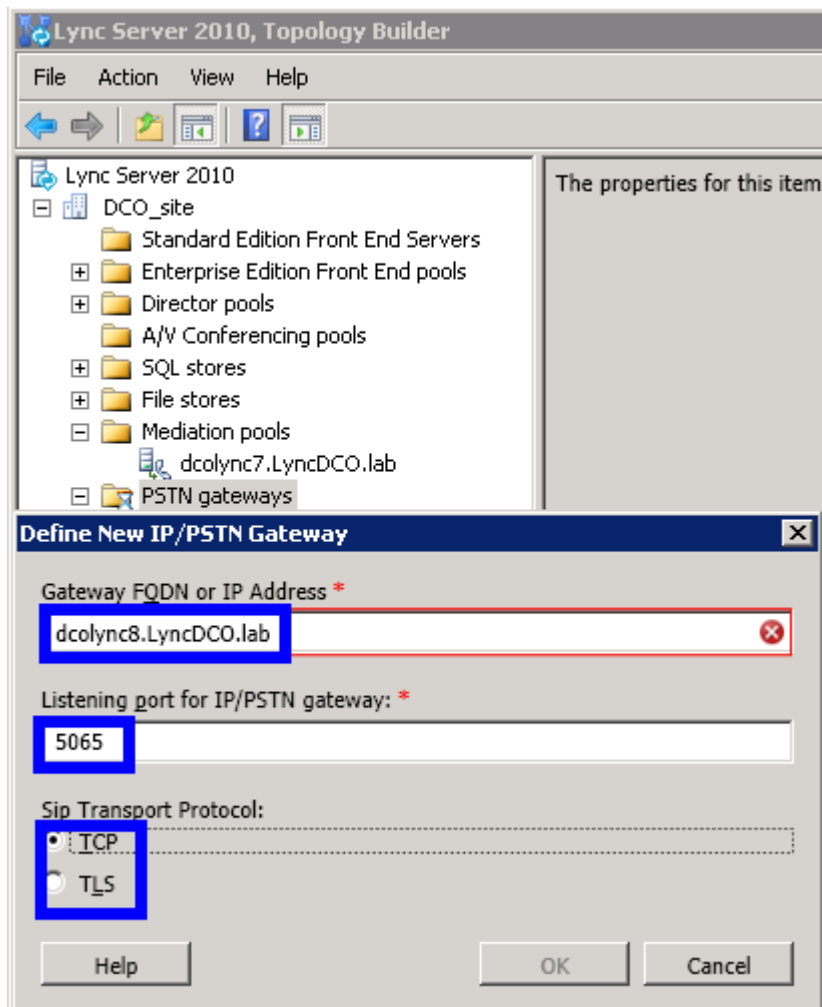 Lync Server 2010, Topology Builder
File Action View Help
Lync Server 2010
The properties for this item
DCO_site
Standard Edition Front End Servers
Enterprise Edition Front End pools
Director pools
A/V Conferencing pools
SQL stores
File stores
Mediation pools
dcolync7.LyncDCO.lab
PSTN gateways
Define New IP/PSTN Gateway
Gateway FQDN or IP Address *
dcolync8.LyncDCO.lab
Listening port for IP/PSTN gateway: *
5065
Sip Transport Protocol:
TCP
TLS
Help OK Cancel